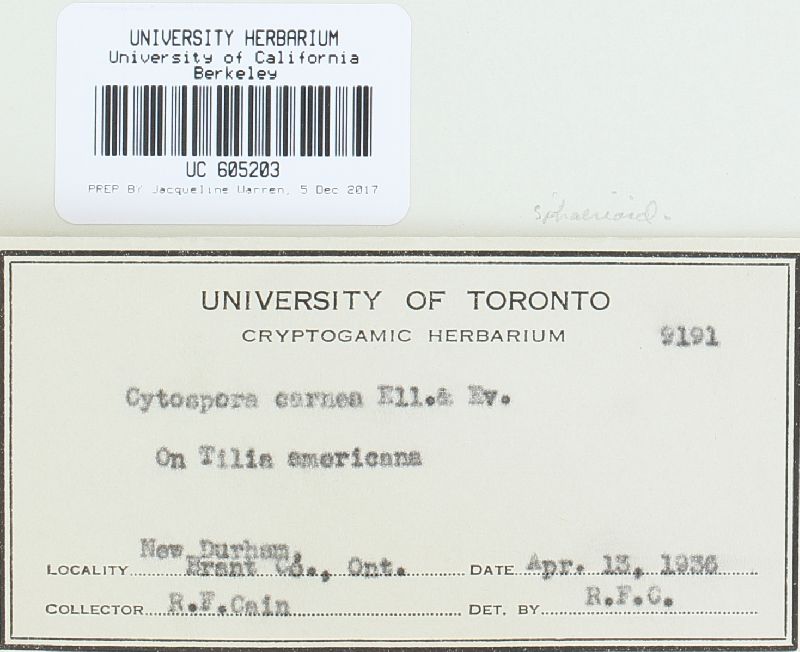 UNIVERSITY HERBARIUM
University of California
Berkeley
UC 605203
PREP BY Jacqueline Warren, 5 Dec 2017
sphaerioid.
UNIVERSITY OF TORONTO
CRYPTOGAMIC HERBARIUM 9191
Cytospora carnea Ell.& Ev.
On Tilia americana
New Durham,
LOCALITY Brant Co., Ont. DATE Apr. 13, 1936
COLLECTOR R.F.Cain DET. BY R.F.C.